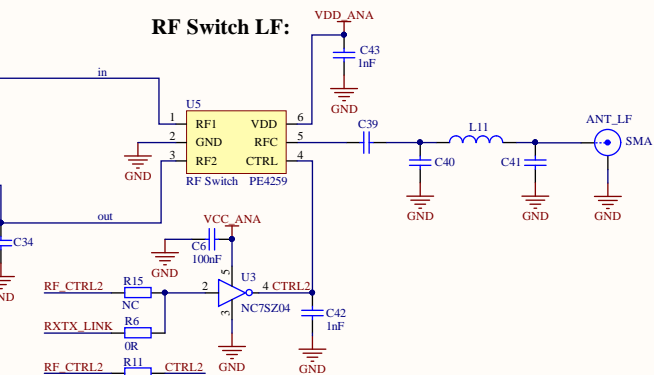 RF Switch LF:
VDD_ANA
C43
1nF
GND
in
U5
1 RF1 VDD 6
2 GND RFC 5
3 RF2 CTRL 4
RF Switch PE4259
GND
C39
L11
ANT_LF
SMA
C40
C41
GND
GND
GND
out
C34
ND
VCC_ANA
C6
100nF
GND
5
U3
2
4 CTRL2
NC7SZ04
3
GND
C42
1nF
GND
RF_CTRL2
R15
NC
RXTX_LINK
R6
0R
RF_CTRL2
R11
CTRL2